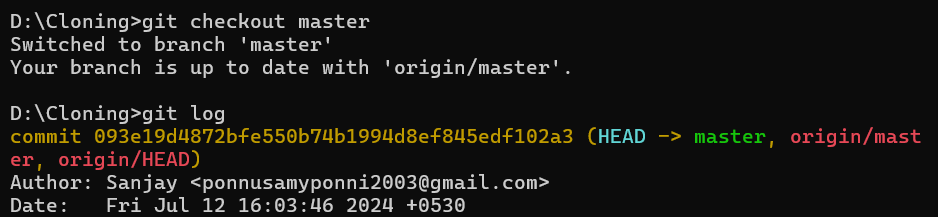 D:\Cloning>git checkout master
Switched to branch 'master'
Your branch is up to date with 'origin/master'.
D:\Cloning>git log
commit 093e19d4872bfe550b74b1994d8ef845edf102a3 (HEAD -> master, origin/mast
er, origin/HEAD)
Author: Sanjay <ponnusamyponni2003@gmail.com>
Date:   Fri Jul 12 16:03:46 2024 +0530